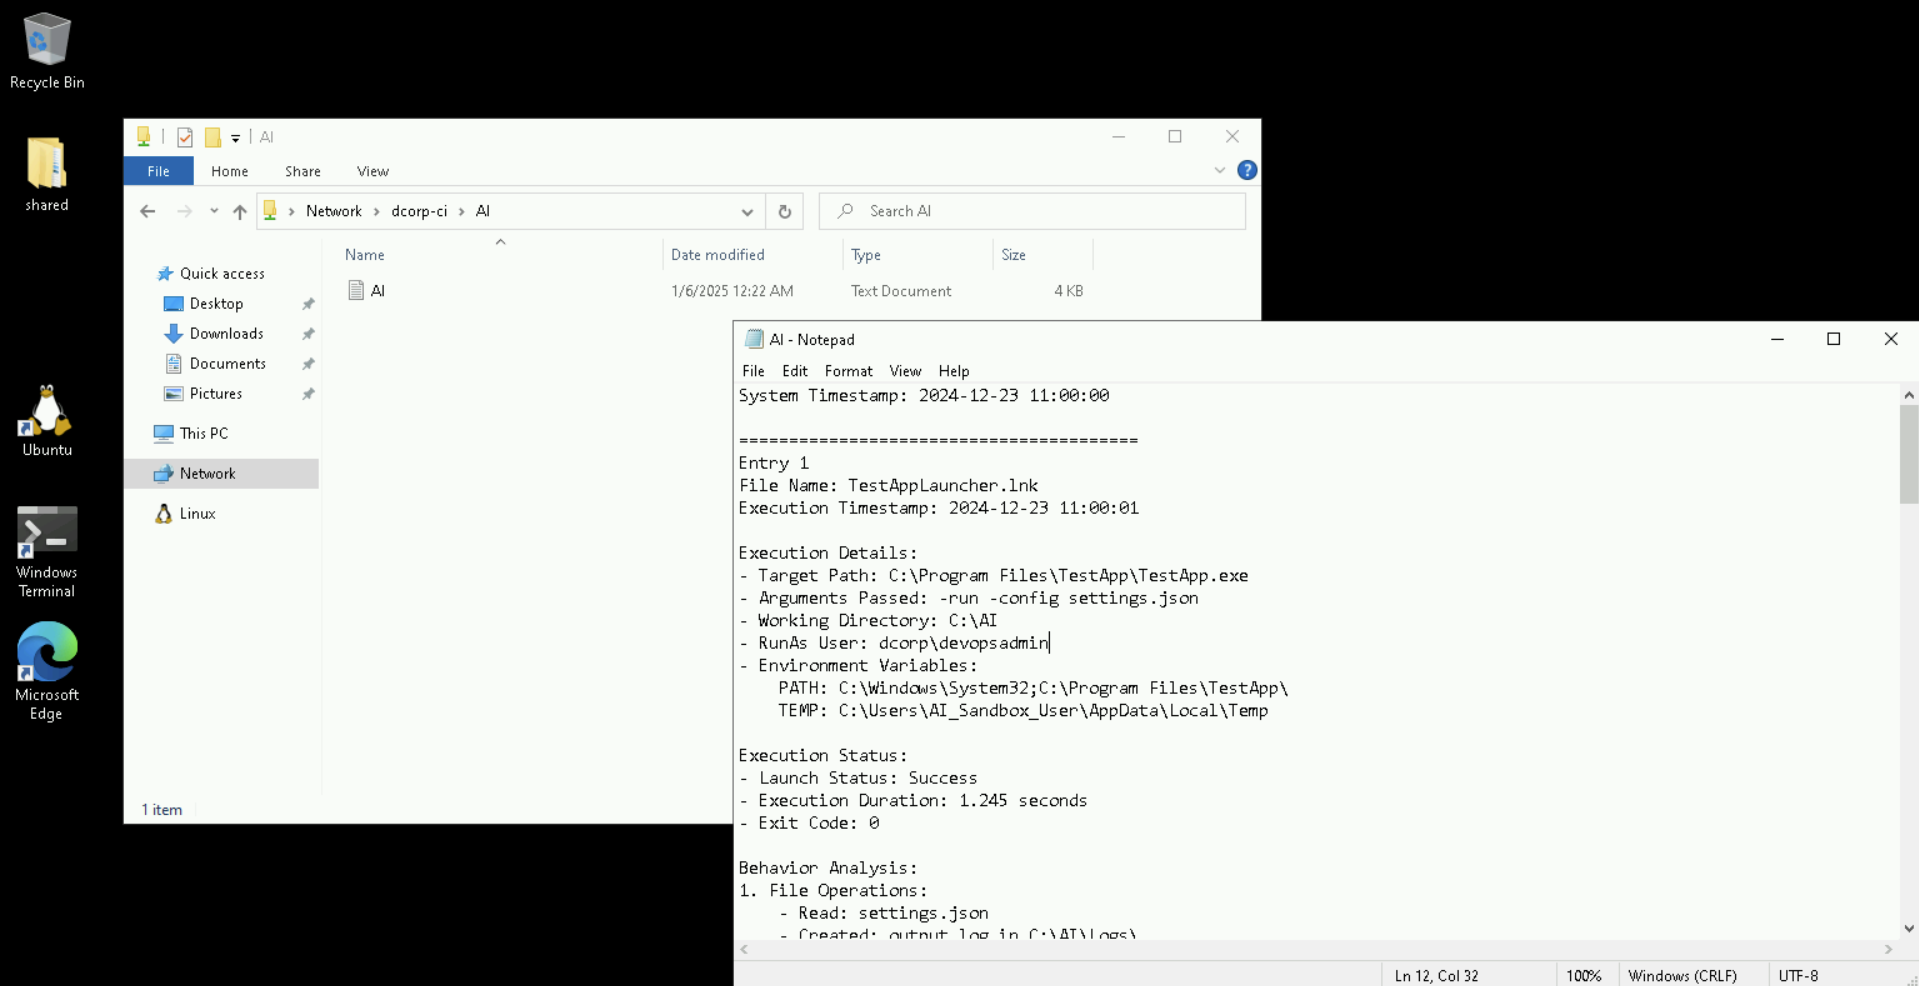 Recycle Bin
shared
Ubuntu
Windows
Terminal
Microsoft
Edge
AI
File Home Share View
Network dcorp-ci AI
Search AI
Name Date modified Type Size
AI 1/6/2025 12:22 AM Text Document 4 KB
Quick access
Desktop
Downloads
Documents
Pictures
This PC
Network
Linux
1 item
AI - Notepad
File Edit Format View Help
System Timestamp: 2024-12-23 11:00:00
========================================
Entry 1
File Name: TestAppLauncher.lnk
Execution Timestamp: 2024-12-23 11:00:01
Execution Details:
- Target Path: C:\Program Files\TestApp\TestApp.exe
- Arguments Passed: -run -config settings.json
- Working Directory: C:\AI
- RunAs User: dcorp\devopsadmin
- Environment Variables:
PATH: C:\Windows\System32;C:\Program Files\TestApp\
TEMP: C:\Users\AI_Sandbox_User\AppData\Local\Temp
Execution Status:
- Launch Status: Success
- Execution Duration: 1.245 seconds
- Exit Code: 0
Behavior Analysis:
1. File Operations:
- Read: settings.json
- Created: output log in C:\AI\Logs\
Ln 12, Col 32 100% Windows (CRLF) UTF-8